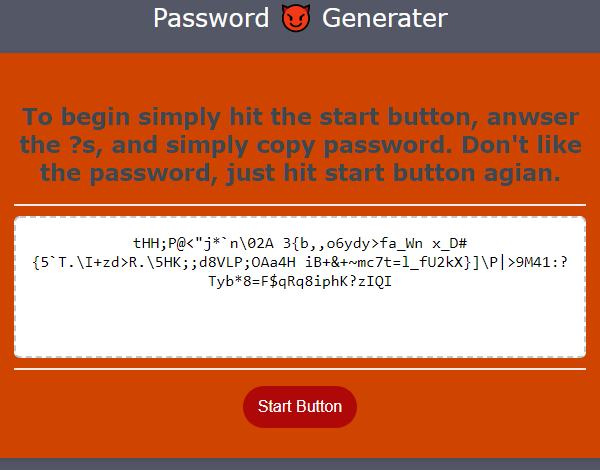 Password 😈 Generater
To begin simply hit the start button, anwser
the ?s, and simply copy password. Don't like
the password, just hit start button agian.
tHH;P@<"j*`n\02A 3{b,,o6ydy>fa_Wn x_D#
{5`T.\I+zd>R.\5HK;;d8VLP;OAa4H iB+&+~mc7t=l_fU2kX}]\P|>9M41:?
Tyb*8=F$qRq8iphK?zIQI
Start Button